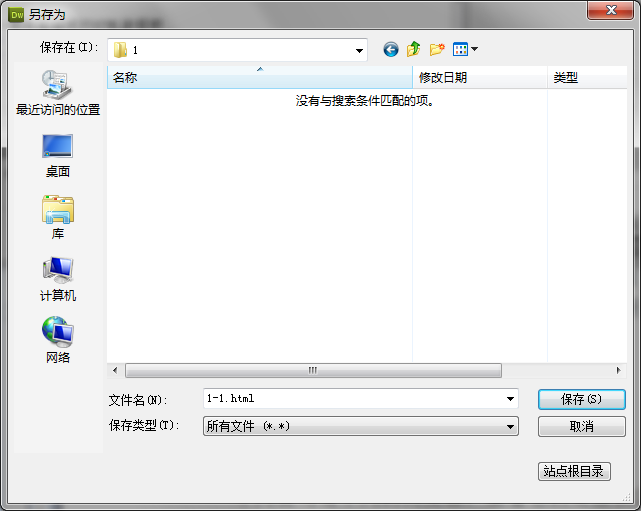 Dw 另存为
保存在(I):
1
名称
修改日期
类型
没有与搜索条件匹配的项。
最近访问的位置
桌面
库
计算机
网络
文件名(N):
1-1.html
保存(S)
保存类型(T):
所有文件 (*.*)
取消
站点根目录